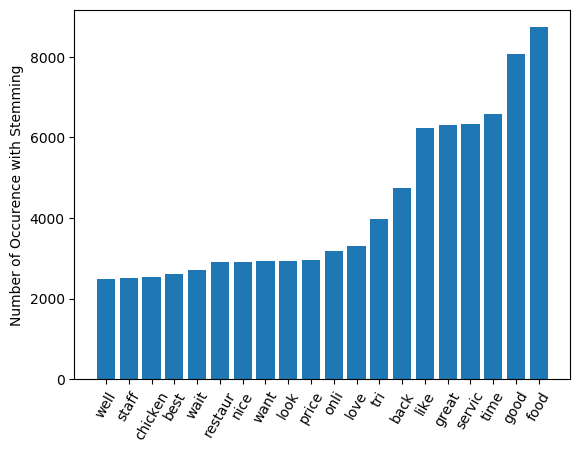 Number of Occurence with Stemming
8000
6000
4000
2000
0
well staff chicken best wait restaur nice want look price onli love tri back like great servic time good food